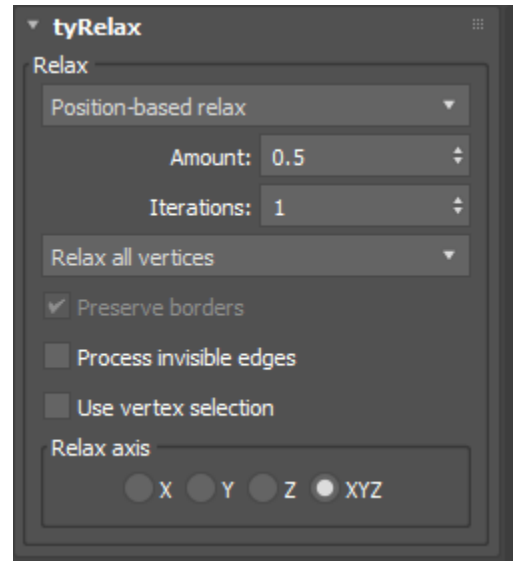 tyRelax
Relax
Position-based relax
Amount: 0.5
Iterations: 1
Relax all vertices
Preserve borders
Process invisible edges
Use vertex selection
Relax axis
X Y Z XYZ